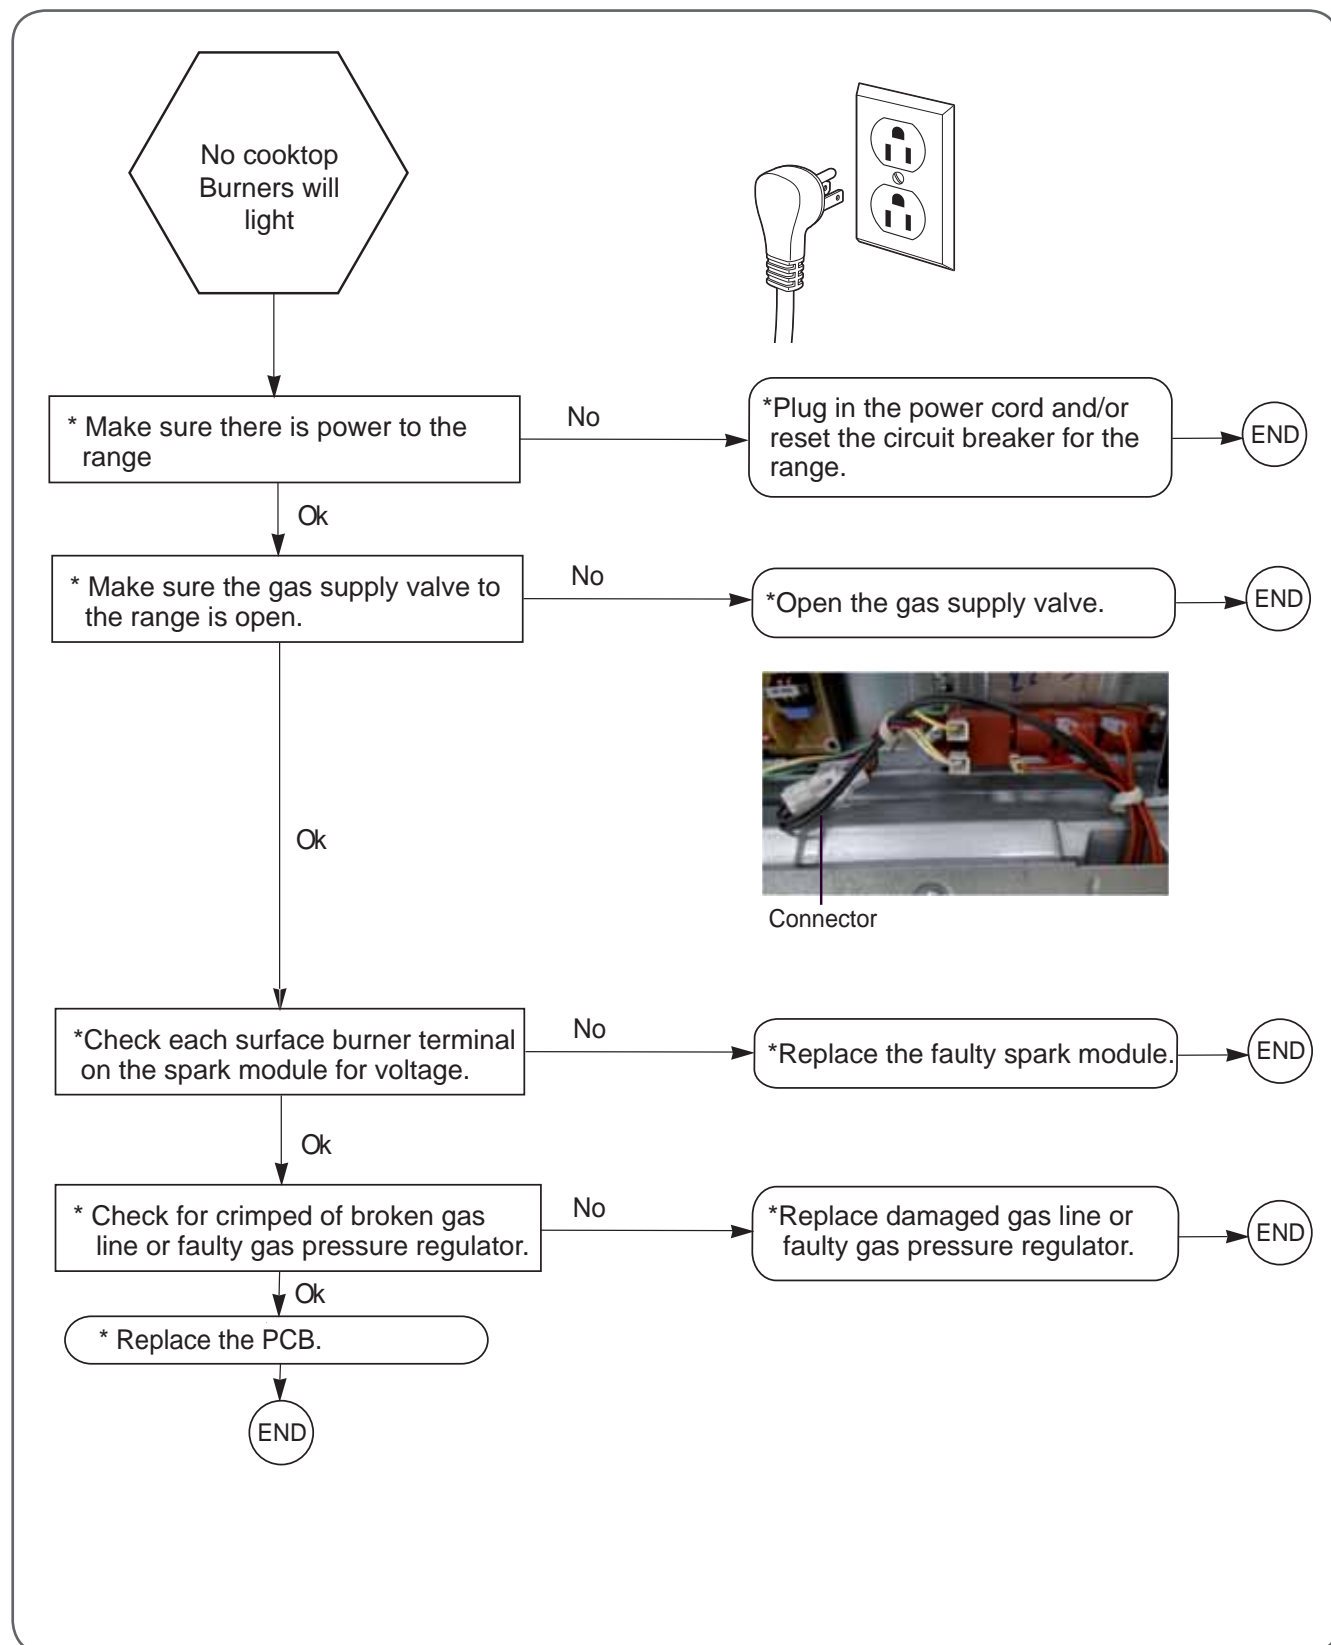 No cooktop
Burners will
light
* Make sure there is power to the
range
No
*Plug in the power cord and/or
reset the circuit breaker for the
range.
END
Ok
* Make sure the gas supply valve to
the range is open.
No
*Open the gas supply valve.
END
Ok
Connector
*Check each surface burner terminal
on the spark module for voltage.
No
*Replace the faulty spark module.
END
Ok
* Check for crimped of broken gas
line or faulty gas pressure regulator.
No
*Replace damaged gas line or
faulty gas pressure regulator.
END
Ok
* Replace the PCB.
END